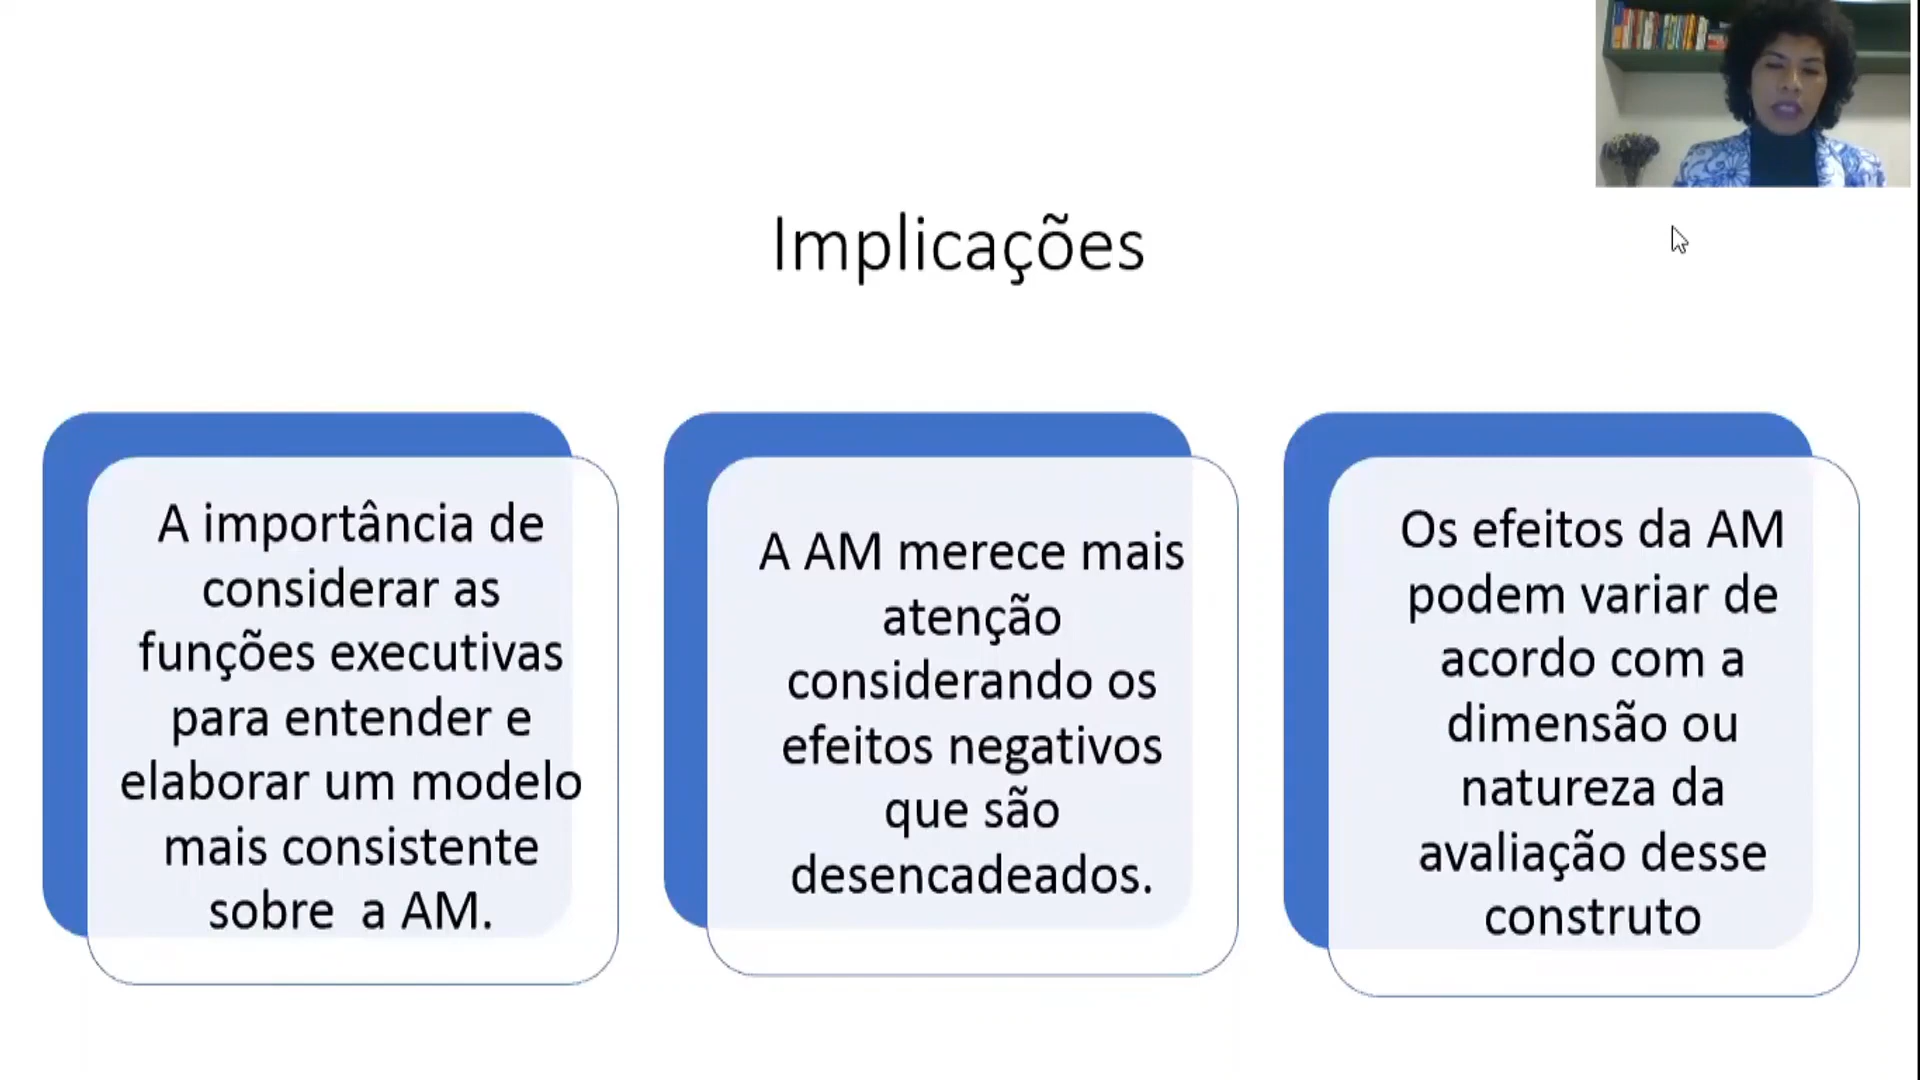 Implicações
A importância de
considerar as
funções executivas
para entender e
elaborar um modelo
mais consistente
sobre  a AM.
A AM merece mais
atenção
considerando os
efeitos negativos
que são
desencadeados.
Os efeitos da AM
podem variar de
acordo com a
dimensão ou
natureza da
avaliação desse
construto